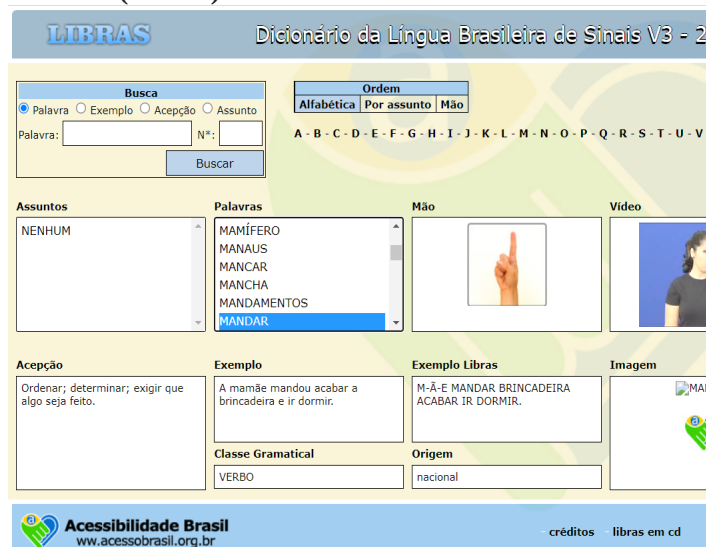 LIBRAS
Dicionário da Língua Brasileira de Sinais V3 - 2
Busca
Palavra Exemplo Acepção Assunto
Palavra: N*:
Buscar
Ordem
Alfabética Por assunto Mão
A - B - C - D - E - F - G - H - I - J - K - L - M - N - O - P - Q - R - S - T - U - V
Assuntos
NENHUM
Palavras
MAMÍFERO
MANAUS
MANCAR
MANCHA
MANDAMENTOS
MANDAR
Mão
Vídeo
Acepção
Ordenar; determinar; exigir que
algo seja feito.
Exemplo
A mamãe mandou acabar a
brincadeira e ir dormir.
Exemplo Libras
M-Ã-E MANDAR BRINCADEIRA
ACABAR IR DORMIR.
Imagem
Classe Gramatical
VERBO
Origem
nacional
Acessibilidade Brasil
ww.acessobrasil.org.br
- créditos - libras em cd